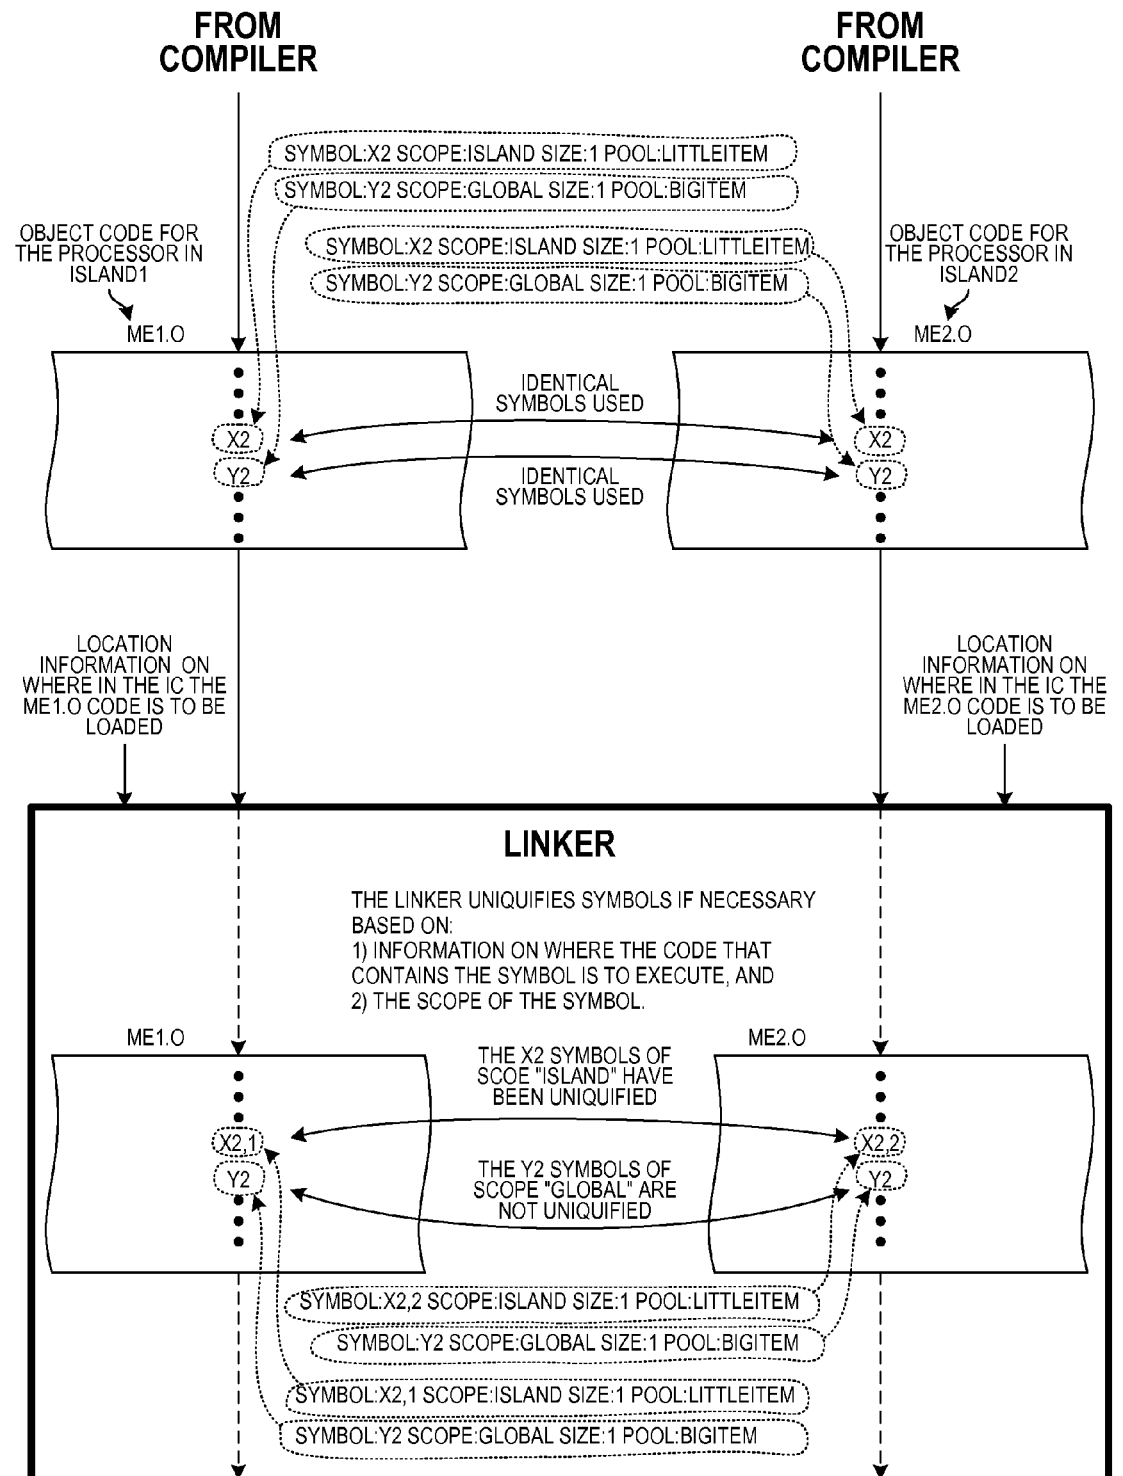 FROM
COMPILER
FROM
COMPILER
SYMBOL:X2 SCOPE:ISLAND SIZE:1 POOL:LITTLEITEM
SYMBOL:Y2 SCOPE:GLOBAL SIZE:1 POOL:BIGITEM
OBJECT CODE FOR
THE PROCESSOR IN
ISLAND1
SYMBOL:X2 SCOPE:ISLAND SIZE:1 POOL:LITTLEITEM
SYMBOL:Y2 SCOPE:GLOBAL SIZE:1 POOL:BIGITEM
OBJECT CODE FOR
THE PROCESSOR IN
ISLAND2
ME1.O
ME2.O
IDENTICAL
SYMBOLS USED
X2
X2
Y2
Y2
IDENTICAL
SYMBOLS USED
LOCATION
INFORMATION ON
WHERE IN THE IC THE
ME1.O CODE IS TO BE
LOADED
LOCATION
INFORMATION ON
WHERE IN THE IC THE
ME2.O CODE IS TO BE
LOADED
LINKER
THE LINKER UNIQUIFIES SYMBOLS IF NECESSARY
BASED ON:
1) INFORMATION ON WHERE THE CODE THAT
CONTAINS THE SYMBOL IS TO EXECUTE, AND
2) THE SCOPE OF THE SYMBOL.
ME1.O
ME2.O
THE X2 SYMBOLS OF
SCOE "ISLAND" HAVE
BEEN UNIQUIFIED
X2,1
X2,2
Y2
Y2
THE Y2 SYMBOLS OF
SCOPE "GLOBAL" ARE
NOT UNIQUIFIED
SYMBOL:X2,2 SCOPE:ISLAND SIZE:1 POOL:LITTLEITEM
SYMBOL:Y2 SCOPE:GLOBAL SIZE:1 POOL:BIGITEM
SYMBOL:X2,1 SCOPE:ISLAND SIZE:1 POOL:LITTLEITEM
SYMBOL:Y2 SCOPE:GLOBAL SIZE:1 POOL:BIGITEM